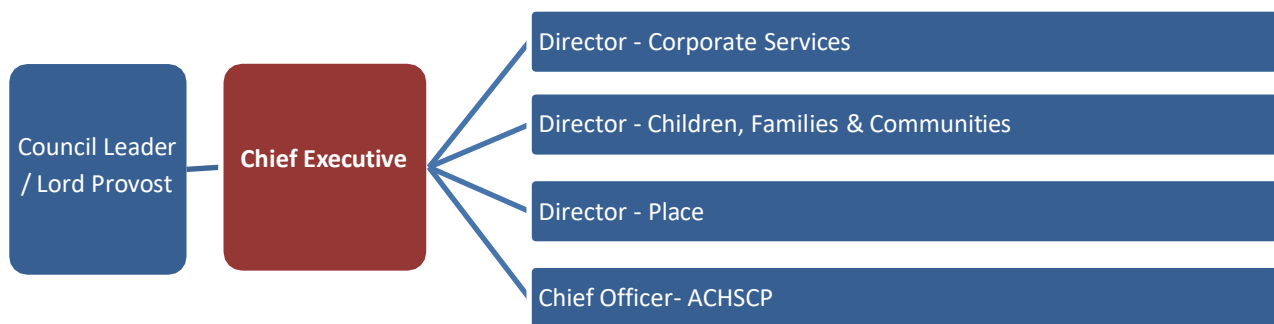 Council Leader
/ Lord Provost
Chief Executive
Director - Corporate Services
Director - Children, Families & Communities
Director - Place
Chief Officer- ACHSCP